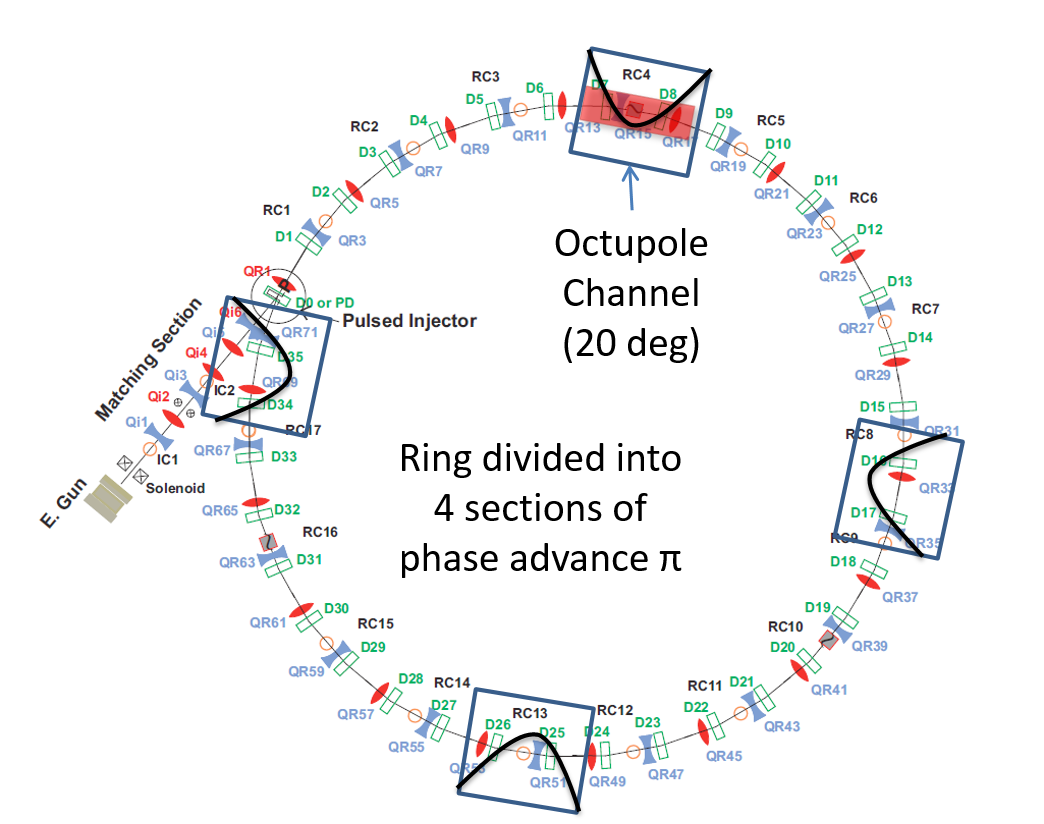 RC4
RC3
D6
D7
D5
D8
RC2
D4
QR11
QR13
QR15
D9
RC5
D3
QR9
QR19
D10
QR7
D2
QR5
QR21
D11
RC1
RC6
D1
QR3
QR23
D12
QR1
QR25
D13
D0 or PD
Octupole
Channel
(20 deg)
Pulsed Injector
Matching Section
Qi6
Qi5
QR71
QR27
RC7
D14
Qi4
D35
Qi3
IC2
QR69
QR29
Qi2
D34
D15
Qi1
RC17
QR67
RC8
QR31
IC1
D33
D16
Solenoid
E. Gun
Ring divided into
4 sections of
phase advance π
QR33
QR65
D32
D17
RC16
RC9
QR35
QR63
D31
D18
QR37
QR61
D30
D19
RC15
RC10
QR39
D29
D20
QR59
D28
RC14
RC11
D21
QR41
QR57
D27
RC13
RC12
D22
QR43
D26
D25
D24
D23
QR55
QR45
QR53
QR51
QR49
QR47